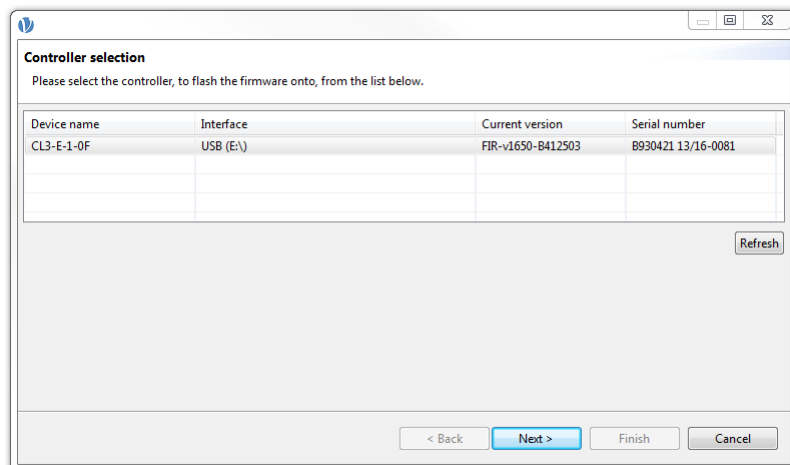 Controller selection
Please select the controller, to flash the firmware onto, from the list below.
Device name Interface Current version Serial number
CL3-E-1-0F USB (E:\) FIR-v1650-B412503 B930421 13/16-0081
Refresh
< Back Next > Finish Cancel